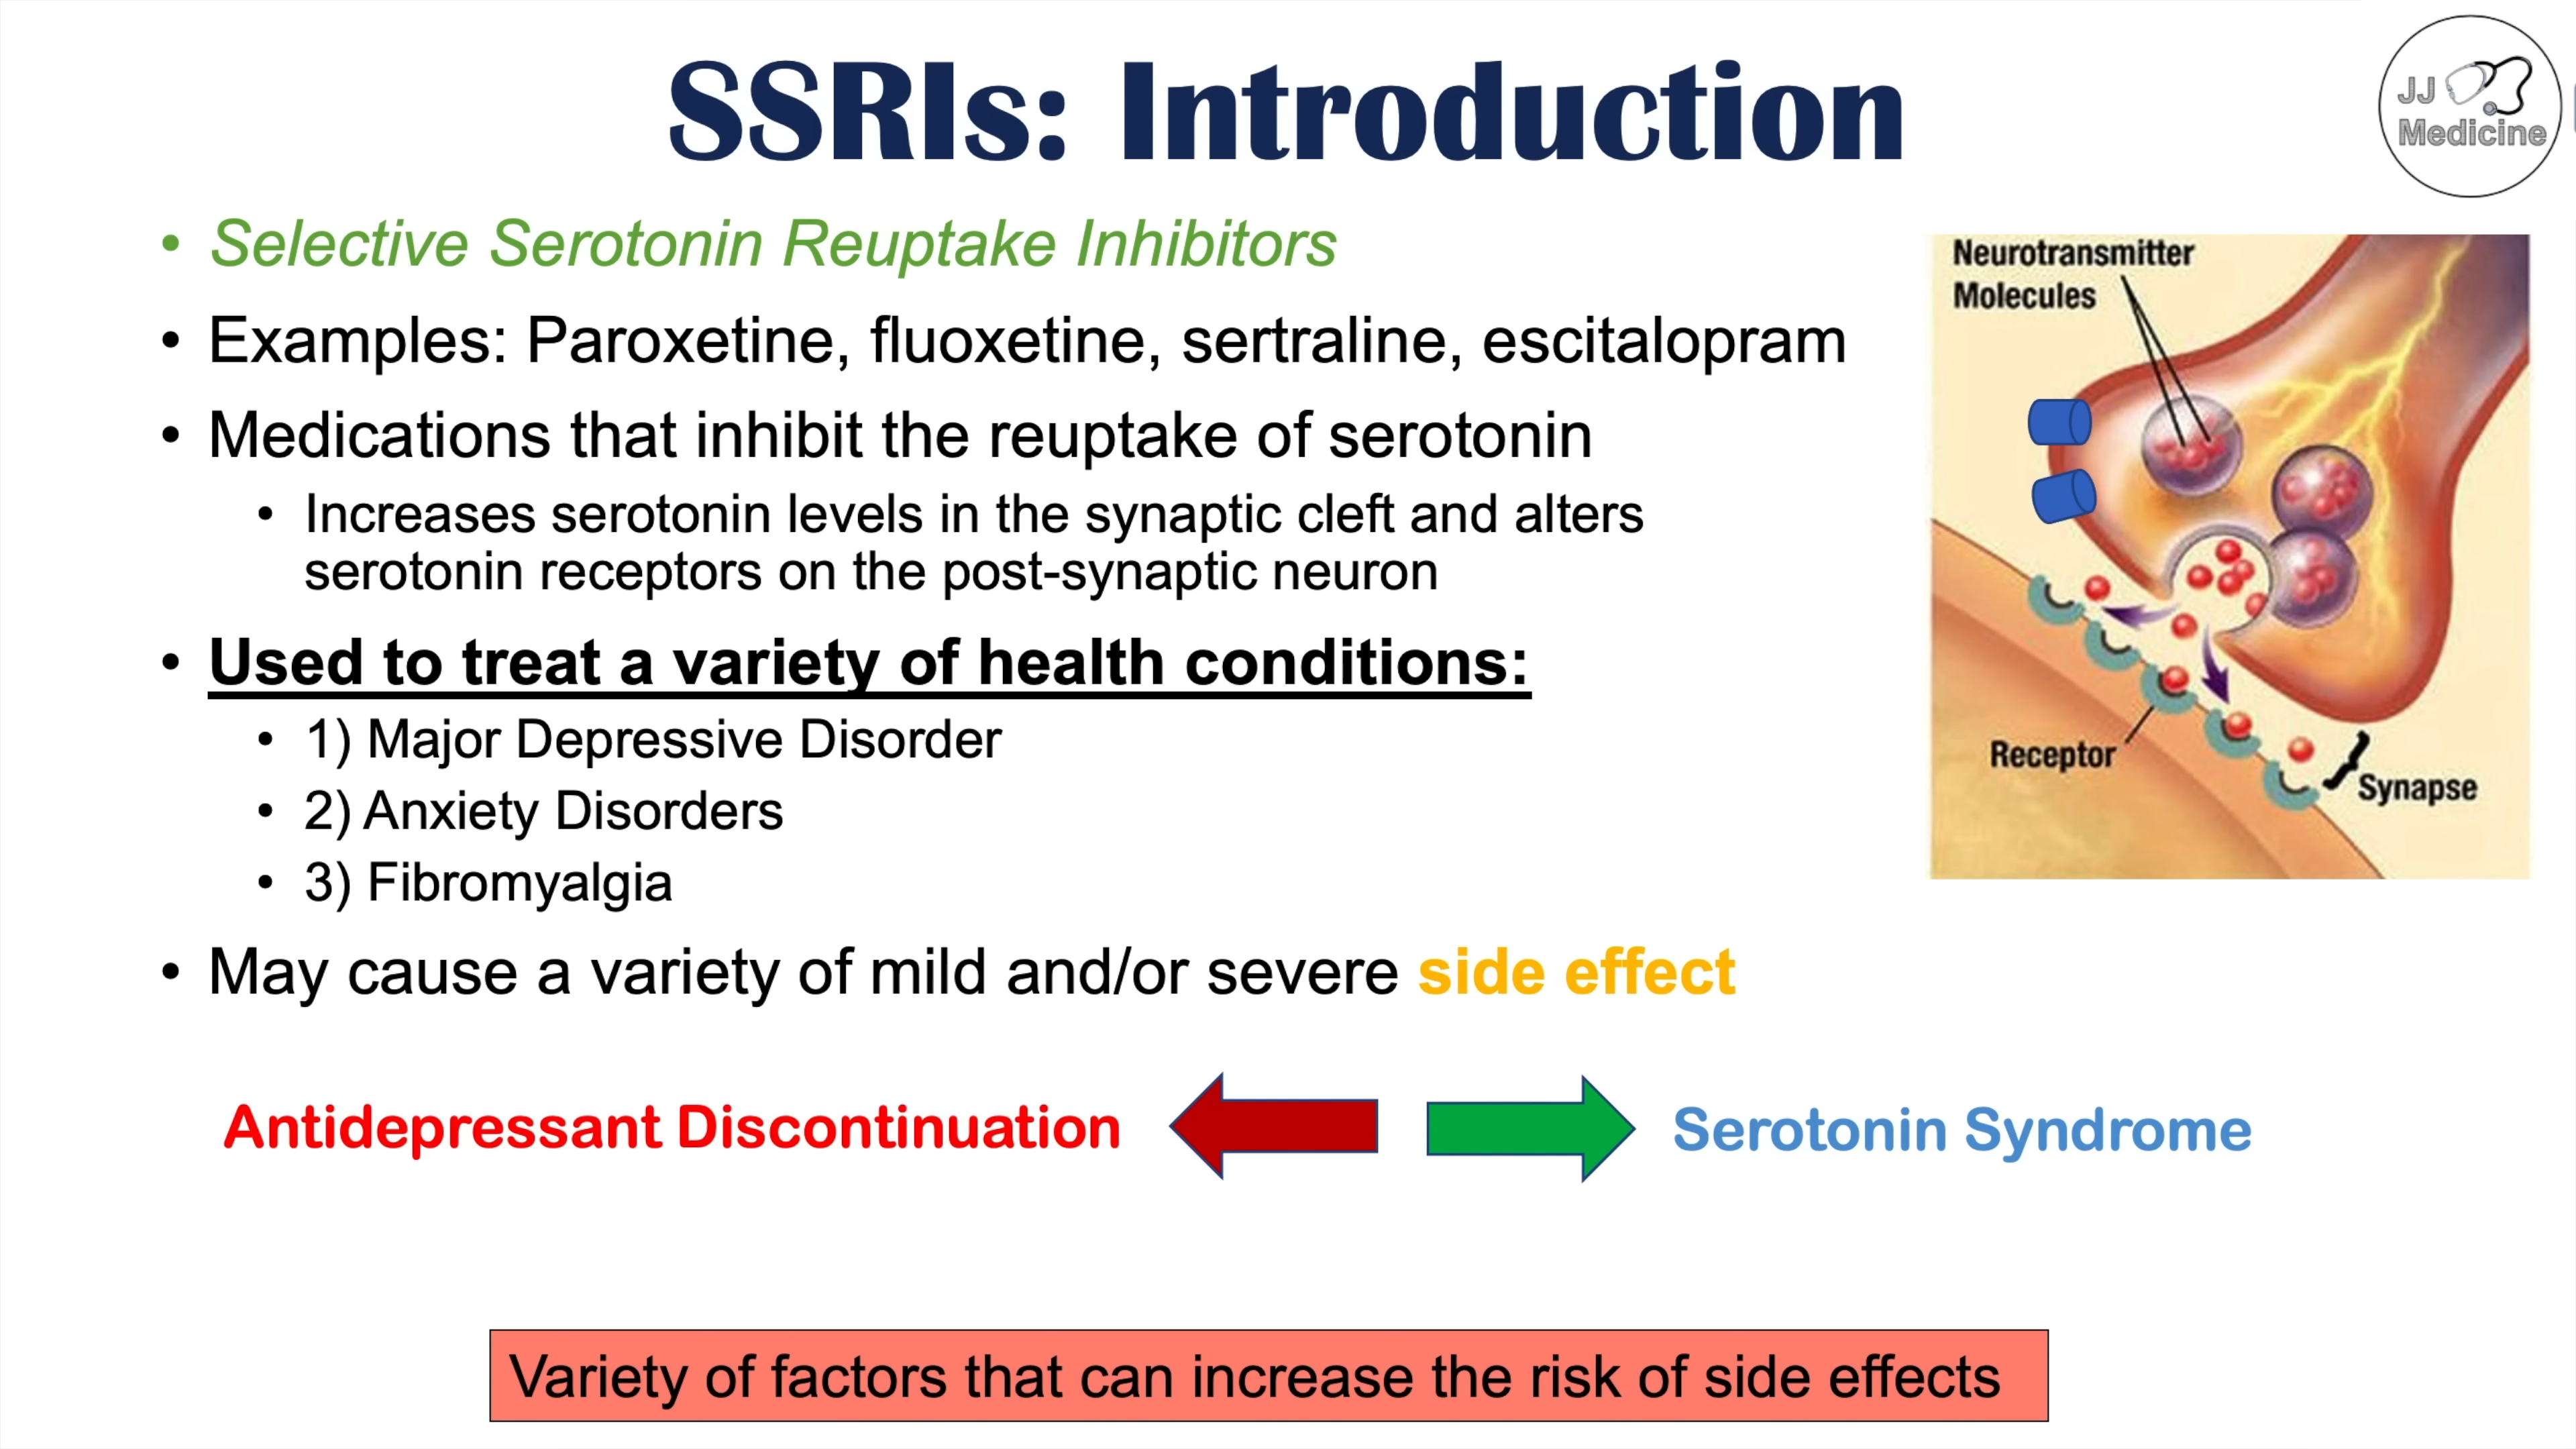 SSRIs: Introduction
JJ
Medicine
• Selective Serotonin Reuptake Inhibitors
• Examples: Paroxetine, fluoxetine, sertraline, escitalopram
• Medications that inhibit the reuptake of serotonin
• Increases serotonin levels in the synaptic cleft and alters
serotonin receptors on the post-synaptic neuron
• Used to treat a variety of health conditions:
• 1) Major Depressive Disorder
• 2) Anxiety Disorders
• 3) Fibromyalgia
• May cause a variety of mild and/or severe side effect
Neurotransmitter
Molecules
Receptor
Synapse
Antidepressant Discontinuation
Serotonin Syndrome
Variety of factors that can increase the risk of side effects